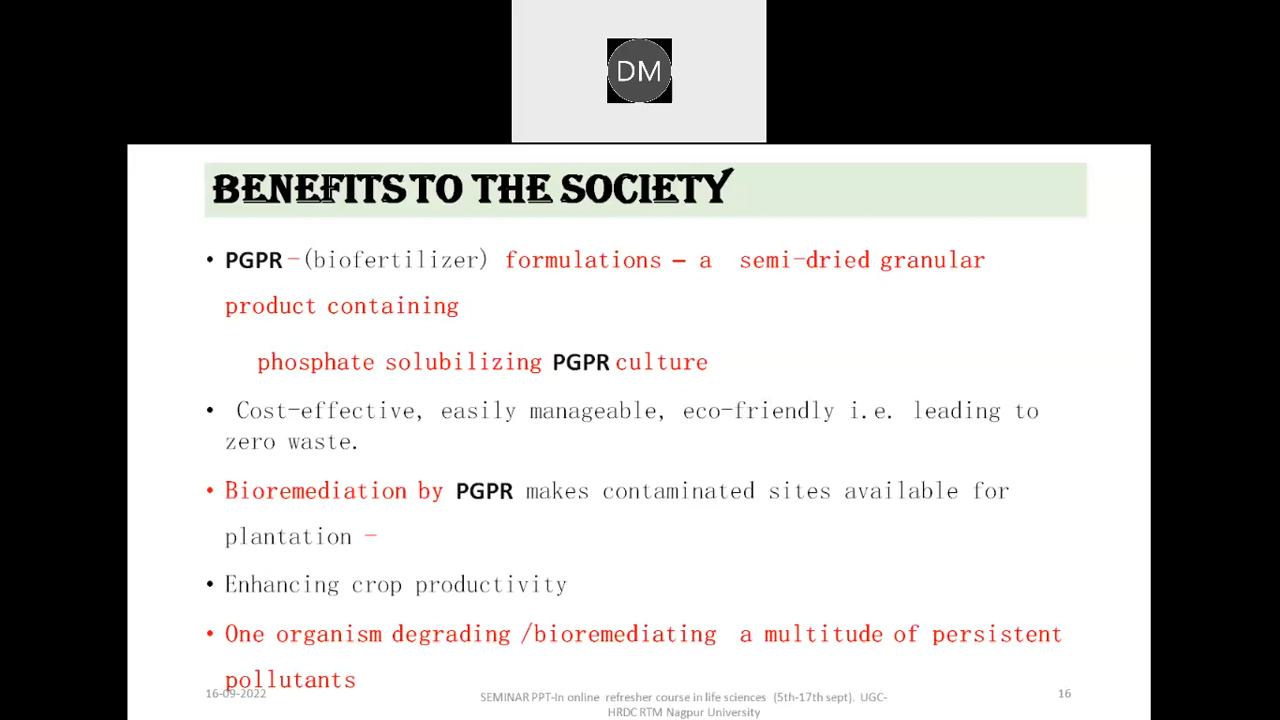 DM
BENEFITS TO THE SOCIETY
• PGPR –(biofertilizer) formulations – a semi-dried granular
product containing
phosphate solubilizing PGPR culture
• Cost-effective, easily manageable, eco-friendly i.e. leading to
zero waste.
• Bioremediation by PGPR makes contaminated sites available for
plantation –
• Enhancing crop productivity
• One organism degrading /bioremediating a multitude of persistent
pollutants
16-09-2022
SEMINAR PPT-In online refresher course in life sciences (5th-17th sept). UGC-
HRDC RTM Nagpur University
16